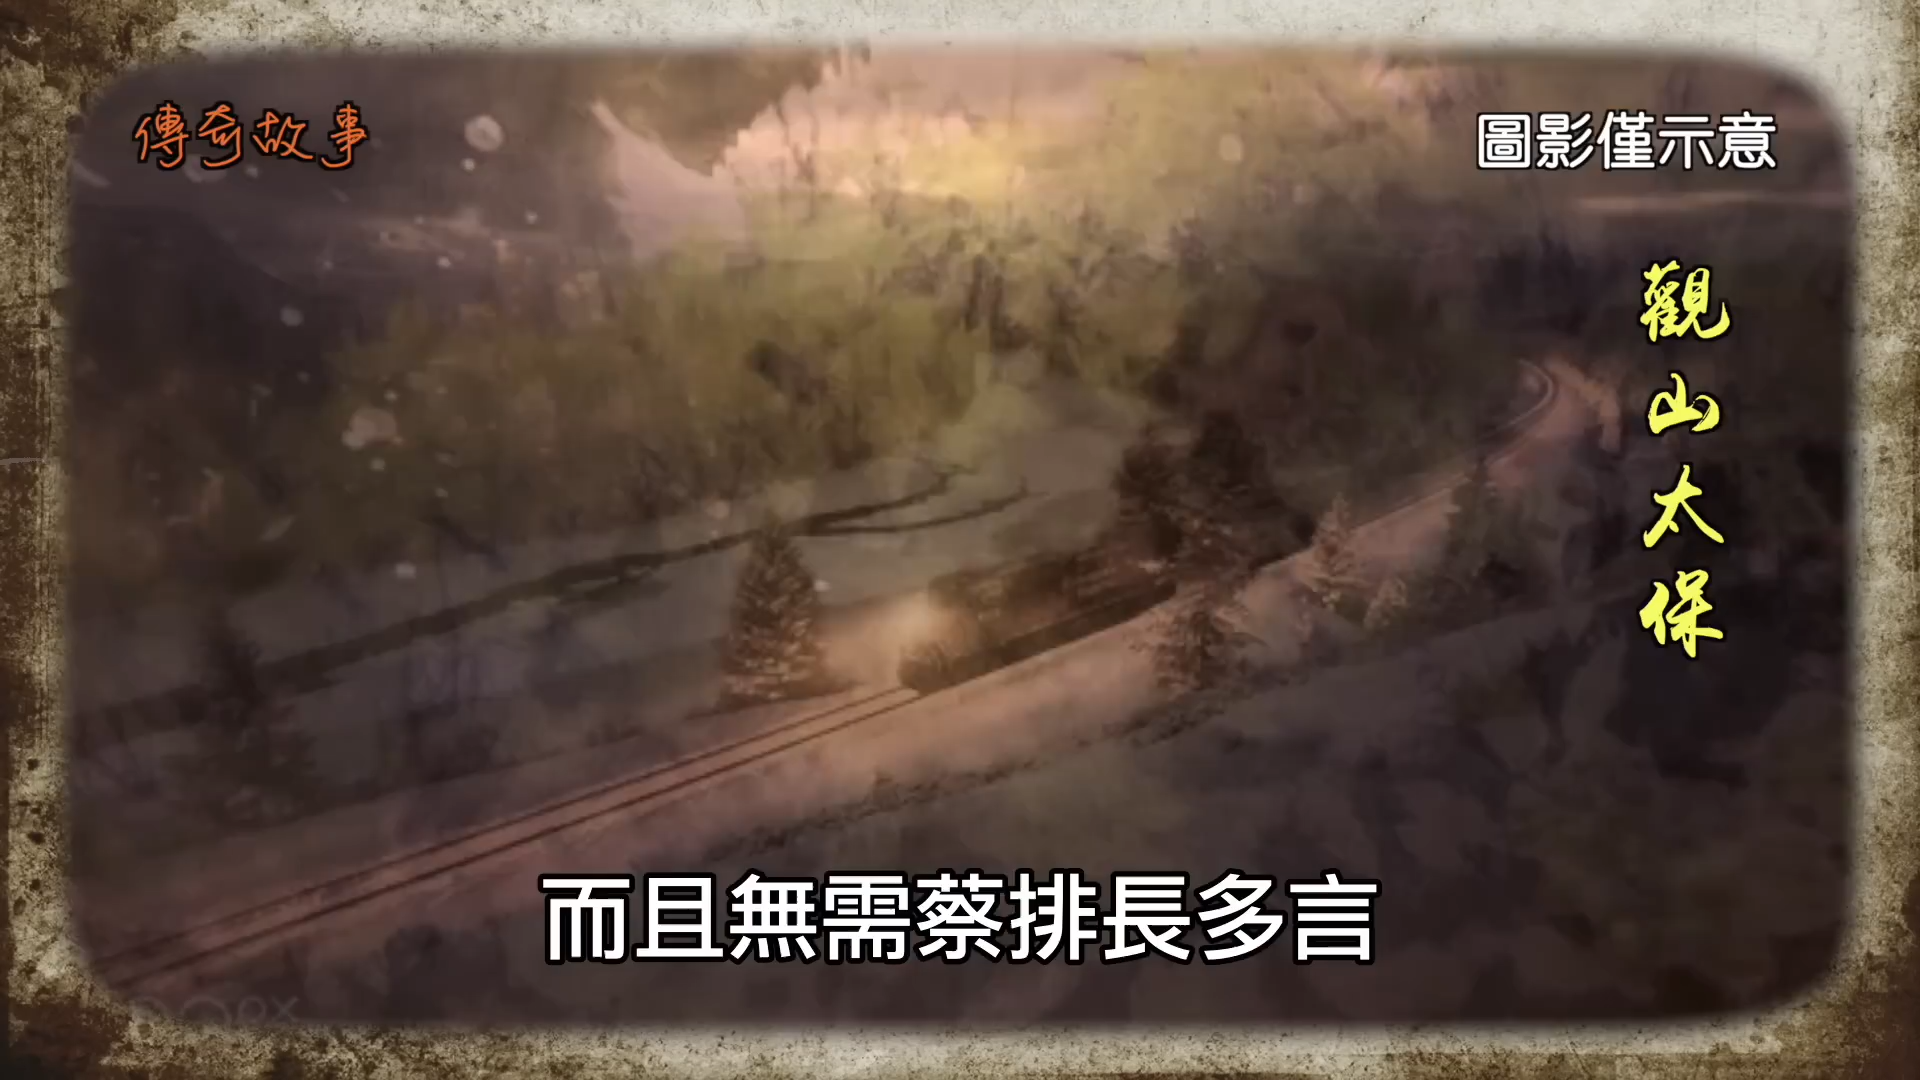 傳奇故事
圖影僅示意
觀山太保
而且無需蔡排長多言